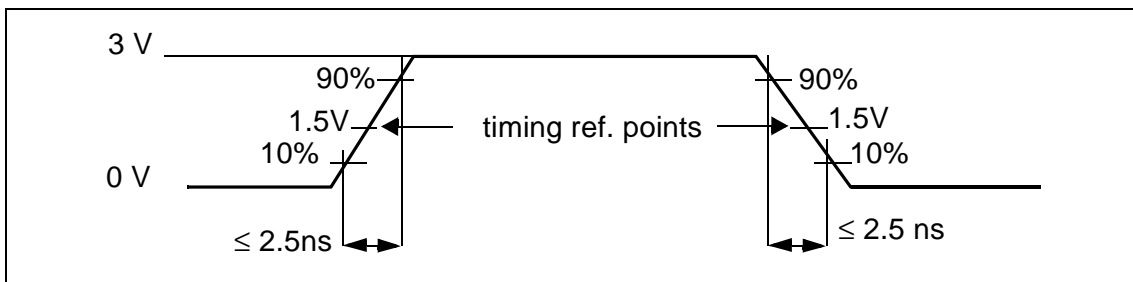 3 V
90%
90%
1.5V
timing ref. points
1.5V
10%
10%
0 V
≤ 2.5ns
≤ 2.5 ns